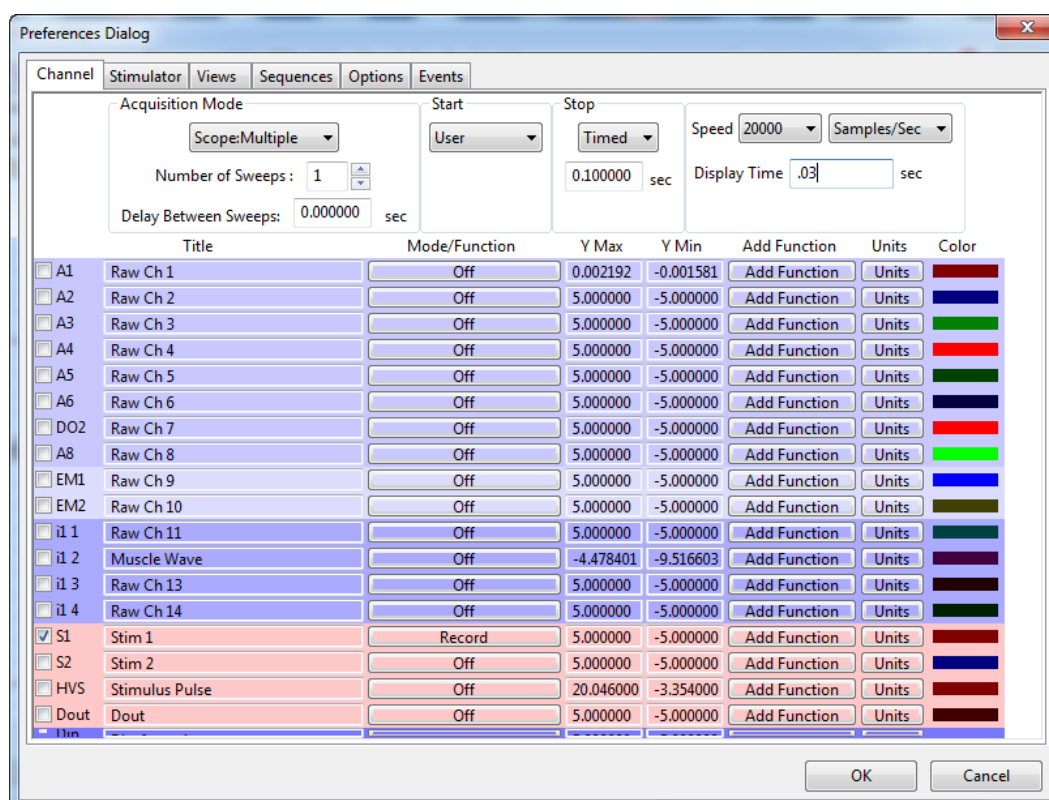 Preferences Dialog
Channel Stimulator Views Sequences Options Events
Acquisition Mode Start Stop
Scope:Multiple User Timed Speed 20000 Samples/Sec
Number of Sweeps : 1 0.100000 sec Display Time .03 sec
Delay Between Sweeps: 0.000000 sec
Title Mode/Function Y Max Y Min Add Function Units Color
A1 Raw Ch 1 Off 0.002192 -0.001581 Add Function Units
A2 Raw Ch 2 Off 5.000000 -5.000000 Add Function Units
A3 Raw Ch 3 Off 5.000000 -5.000000 Add Function Units
A4 Raw Ch 4 Off 5.000000 -5.000000 Add Function Units
A5 Raw Ch 5 Off 5.000000 -5.000000 Add Function Units
A6 Raw Ch 6 Off 5.000000 -5.000000 Add Function Units
DO2 Raw Ch 7 Off 5.000000 -5.000000 Add Function Units
A8 Raw Ch 8 Off 5.000000 -5.000000 Add Function Units
EM1 Raw Ch 9 Off 5.000000 -5.000000 Add Function Units
EM2 Raw Ch 10 Off 5.000000 -5.000000 Add Function Units
i1 1 Raw Ch 11 Off 5.000000 -5.000000 Add Function Units
i1 2 Muscle Wave Off -4.478401 -9.516603 Add Function Units
i1 3 Raw Ch 13 Off 5.000000 -5.000000 Add Function Units
i1 4 Raw Ch 14 Off 5.000000 -5.000000 Add Function Units
S1 Stim 1 Record 5.000000 -5.000000 Add Function Units
S2 Stim 2 Off 5.000000 -5.000000 Add Function Units
HVS Stimulus Pulse Off 20.046000 -3.354000 Add Function Units
Dout Dout Off 5.000000 -5.000000 Add Function Units
Din
OK Cancel